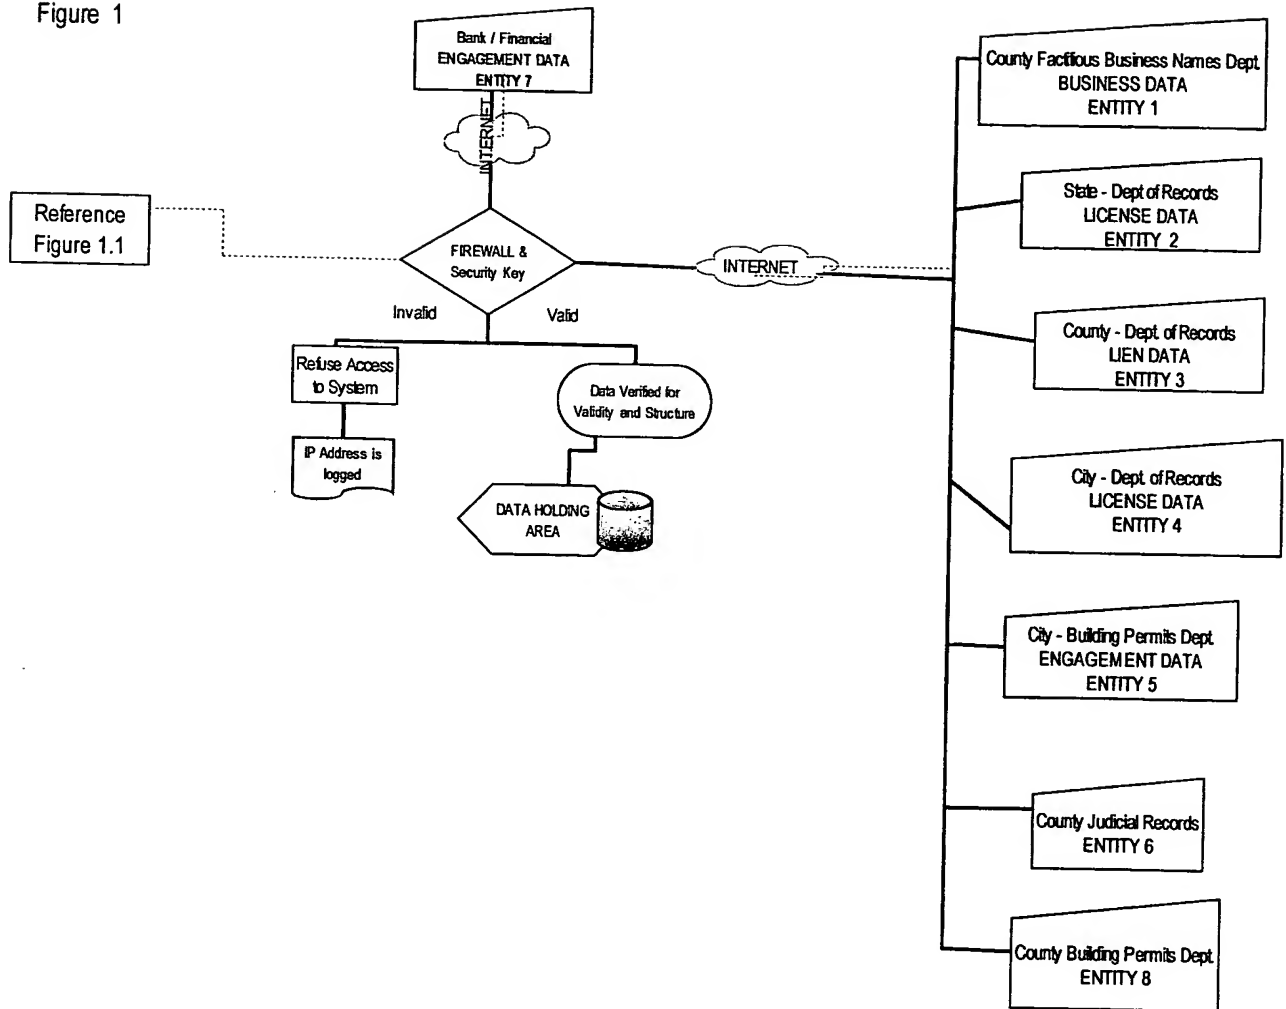 Figure 1
Bank / Financial
ENGAGEMENT DATA
ENTITY 7
INTERNET
Reference
Figure 1.1
FIREWALL &
Security Key
INTERNET
Invalid
Valid
Refuse Access
to System
IP Address is
logged
Data Verified for
Validity and Structure
DATA HOLDING
AREA
County Factitious Business Names Dept.
BUSINESS DATA
ENTITY 1
State - Dept of Records
LICENSE DATA
ENTITY 2
County - Dept. of Records
LIEN DATA
ENTITY 3
City - Dept. of Records
LICENSE DATA
ENTITY 4
City - Building Permits Dept.
ENGAGEMENT DATA
ENTITY 5
County Judicial Records
ENTITY 6
County Building Permits Dept.
ENTITY 8